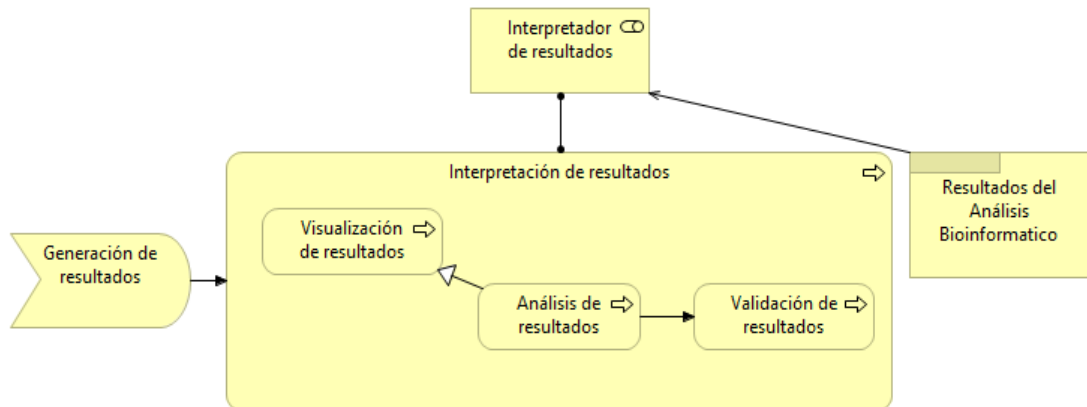 Interpretador
de resultados
Interpretación de resultados
Visualización
de resultados
Generación de
resultados
Análisis de
resultados
Validación de
resultados
Resultados del
Análisis
Bioinformatico